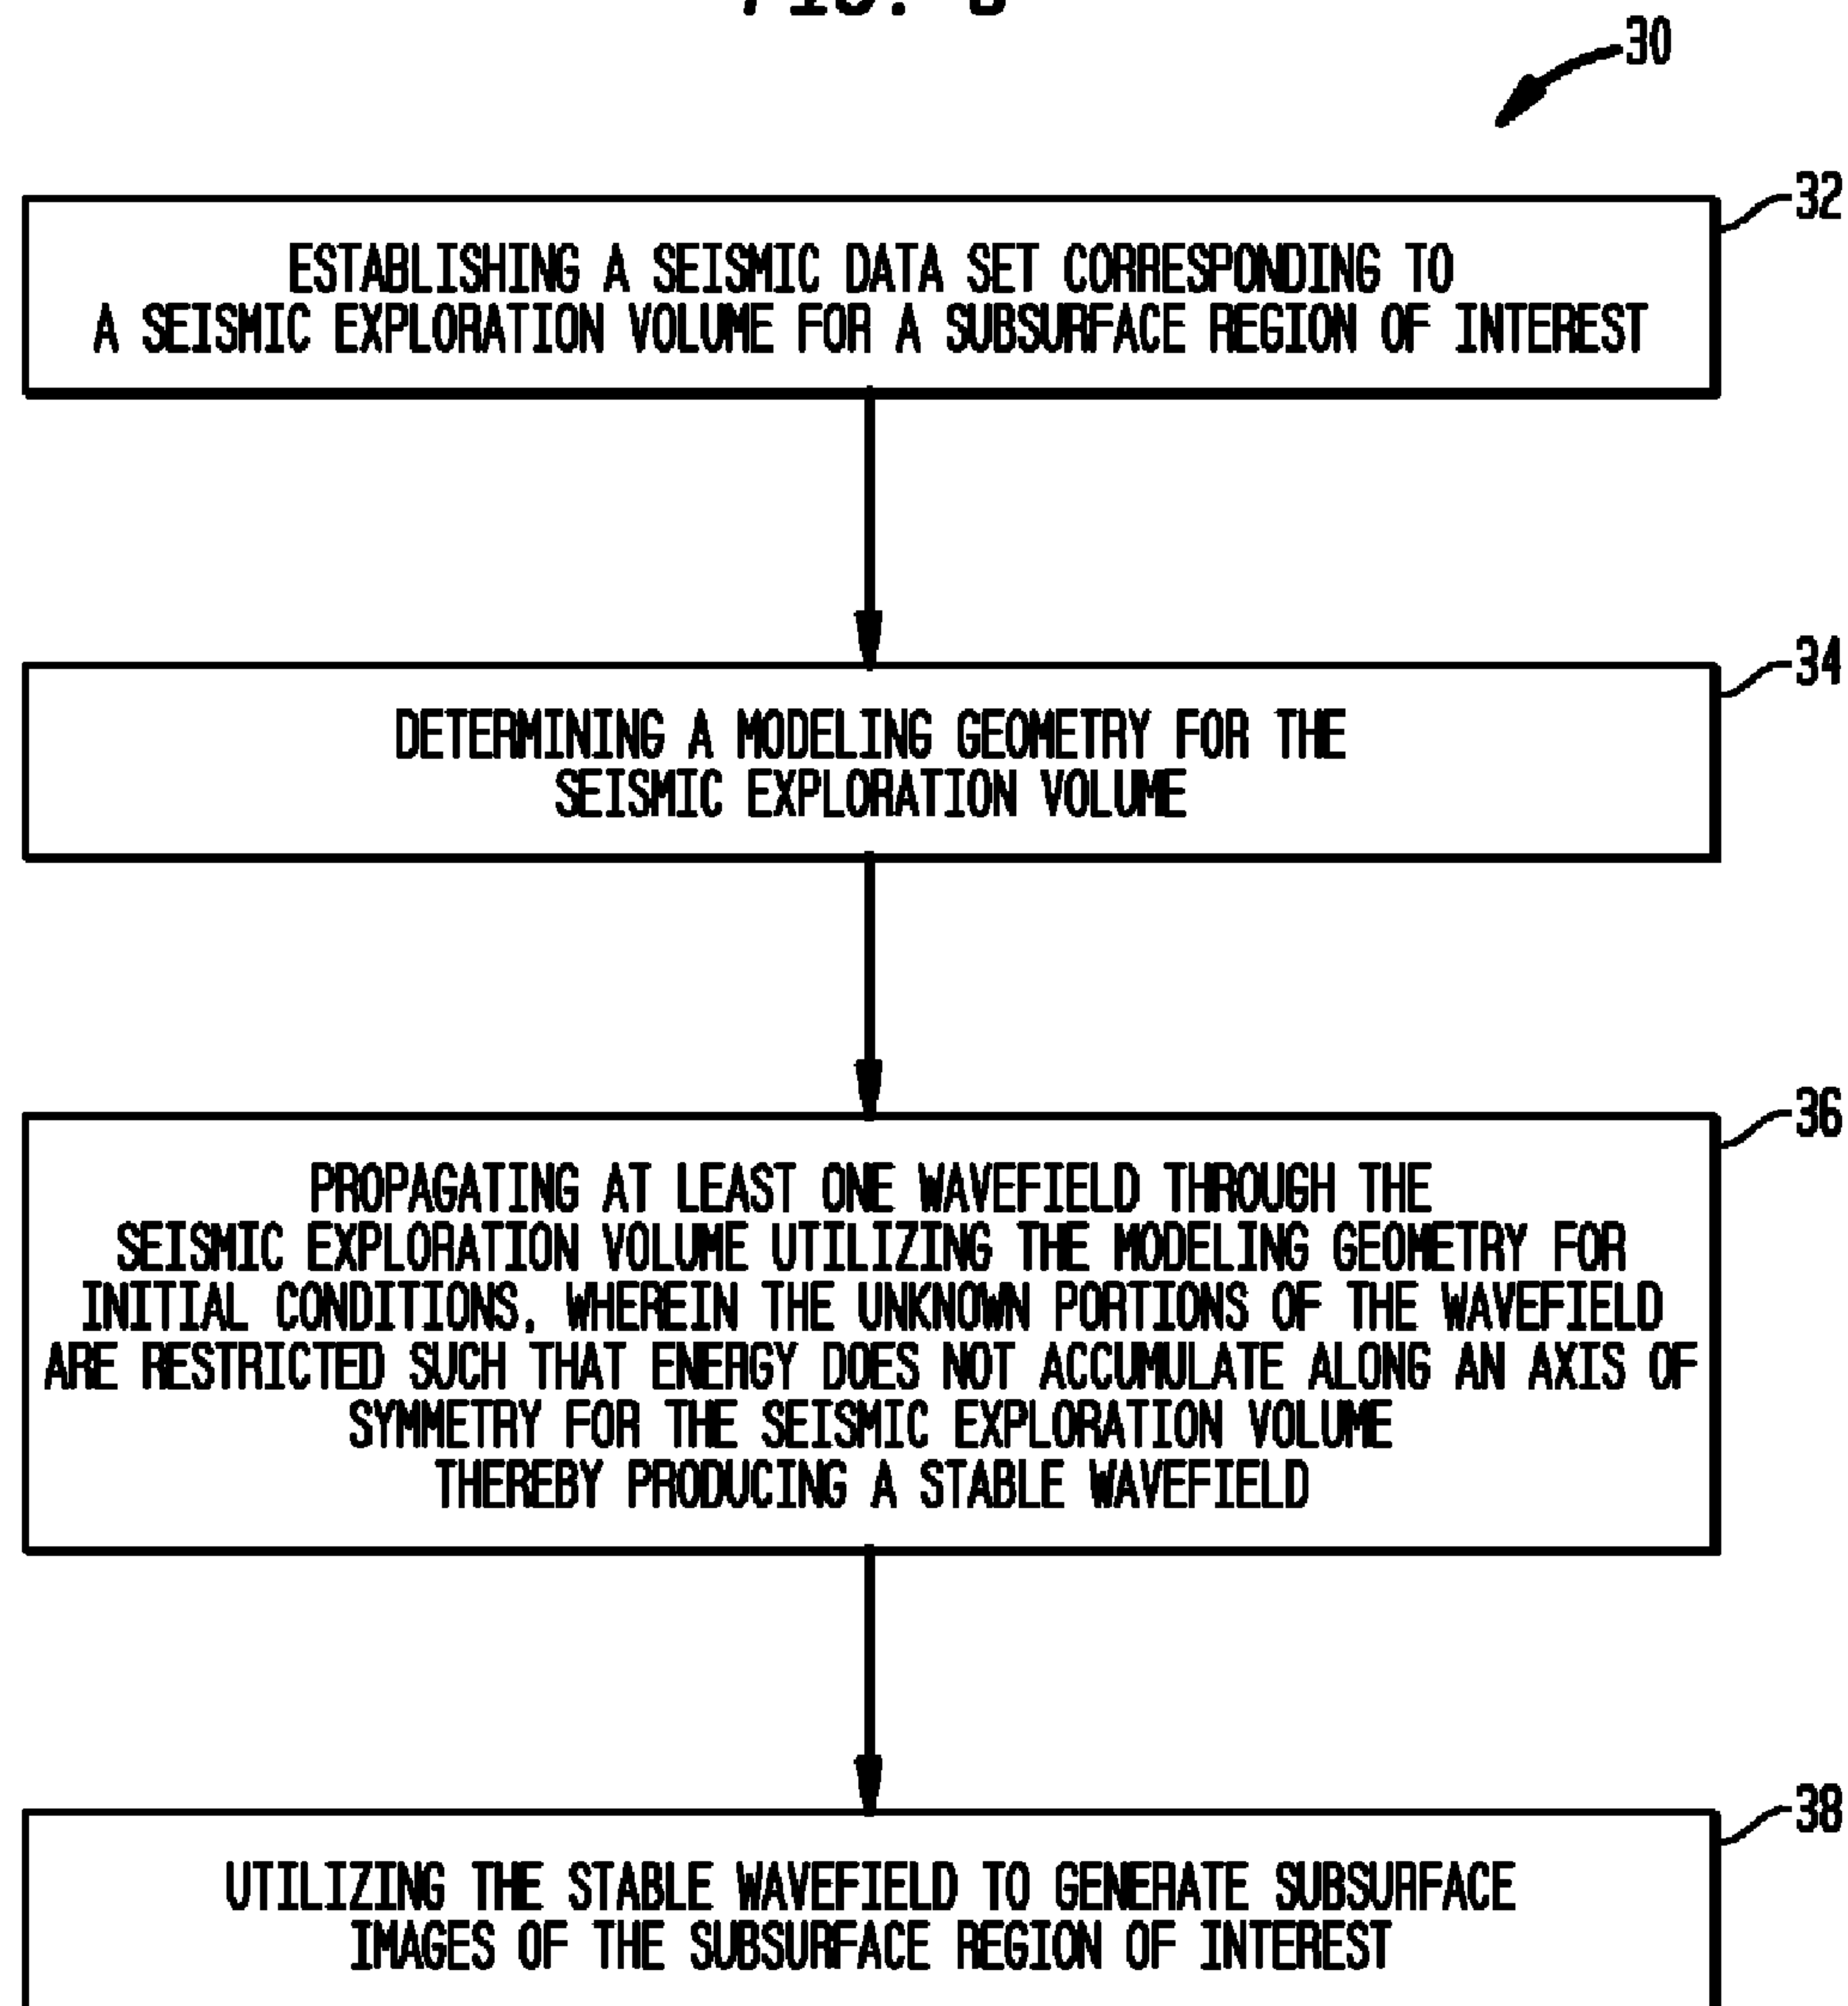 30
32
ESTABLISHING A SEISMIC DATA SET CORRESPONDING TO
A SEISMIC EXPLORATION VOLUME FOR A SUBSURFACE REGION OF INTEREST
34
DETERMINING A MODELING GEOMETRY FOR THE
SEISMIC EXPLORATION VOLUME
36
PROPAGATING AT LEAST ONE WAVEFIELD THROUGH THE
SEISMIC EXPLORATION VOLUME UTILIZING THE MODELING GEOMETRY FOR
INITIAL CONDITIONS, WHEREIN THE UNKNOWN PORTIONS OF THE WAVEFIELD
ARE RESTRICTED SUCH THAT ENERGY DOES NOT ACCUMULATE ALONG AN AXIS OF
SYMMETRY FOR THE SEISMIC EXPLORATION VOLUME
THEREBY PRODUCING A STABLE WAVEFIELD
38
UTILIZING THE STABLE WAVEFIELD TO GENERATE SUBSURFACE
IMAGES OF THE SUBSURFACE REGION OF INTEREST